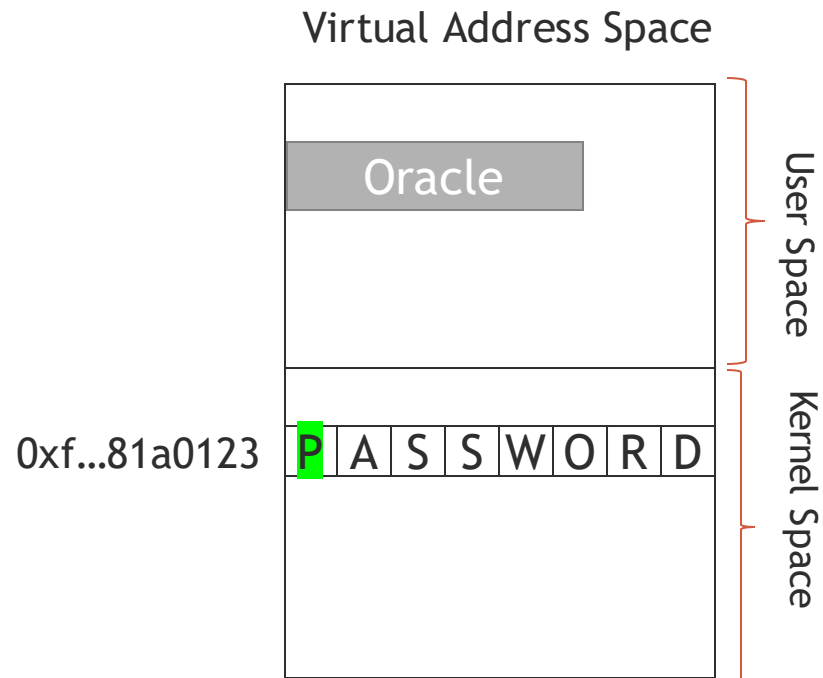 Virtual Address Space
Oracle
User Space
0xf...81a0123 P A S S W O R D
Kernel Space